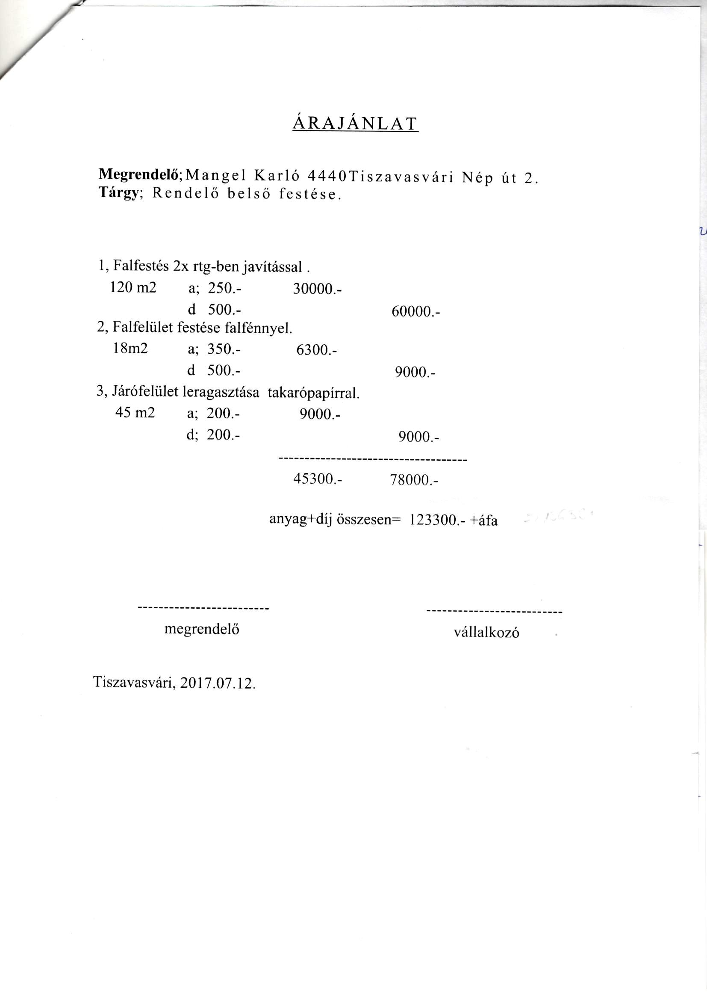 ÁRAJÁNLAT
Megrendelő; Mangel Karló 4440Tiszavasvári Nép út 2.
Tárgy; Rendelő belső festése.
1, Falfestés 2x rtg-ben javítással .
120 m2 a; 250.- 30000.-
d 500.- 60000.-
2, Falfelület festése falfénnyel.
18m2 a; 350.- 6300.-
d 500.- 9000.-
3, Járófelület leragasztása takarópapírral.
45 m2 a; 200.- 9000.-
d; 200.- 9000.-
------------------------------------
45300.- 78000.-
anyag+díj összesen= 123300.- +áfa
------------------------- --------------------------
megrendelő vállalkozó
Tiszavasvári, 2017.07.12.